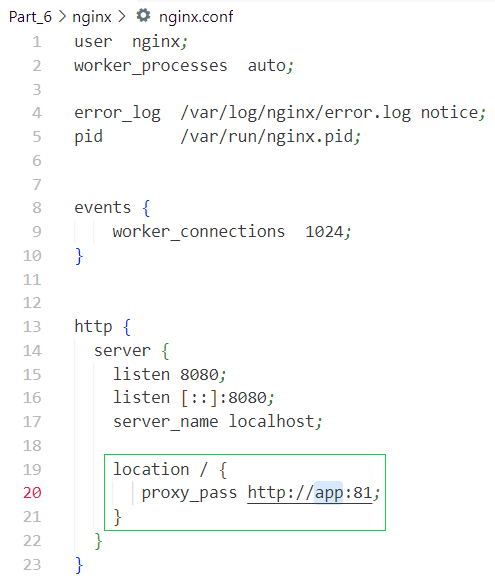 Part_6 > nginx > nginx.conf
1 user  nginx;
2 worker_processes  auto;
3
4 error_log  /var/log/nginx/error.log notice;
5 pid        /var/run/nginx.pid;
6
7
8 events {
9     worker_connections  1024;
10 }
11
12
13 http {
14   server {
15     listen 8080;
16     listen [::]:8080;
17     server_name localhost;
18
19     location / {
20        proxy_pass http://app:81;
21     }
22   }
23 }